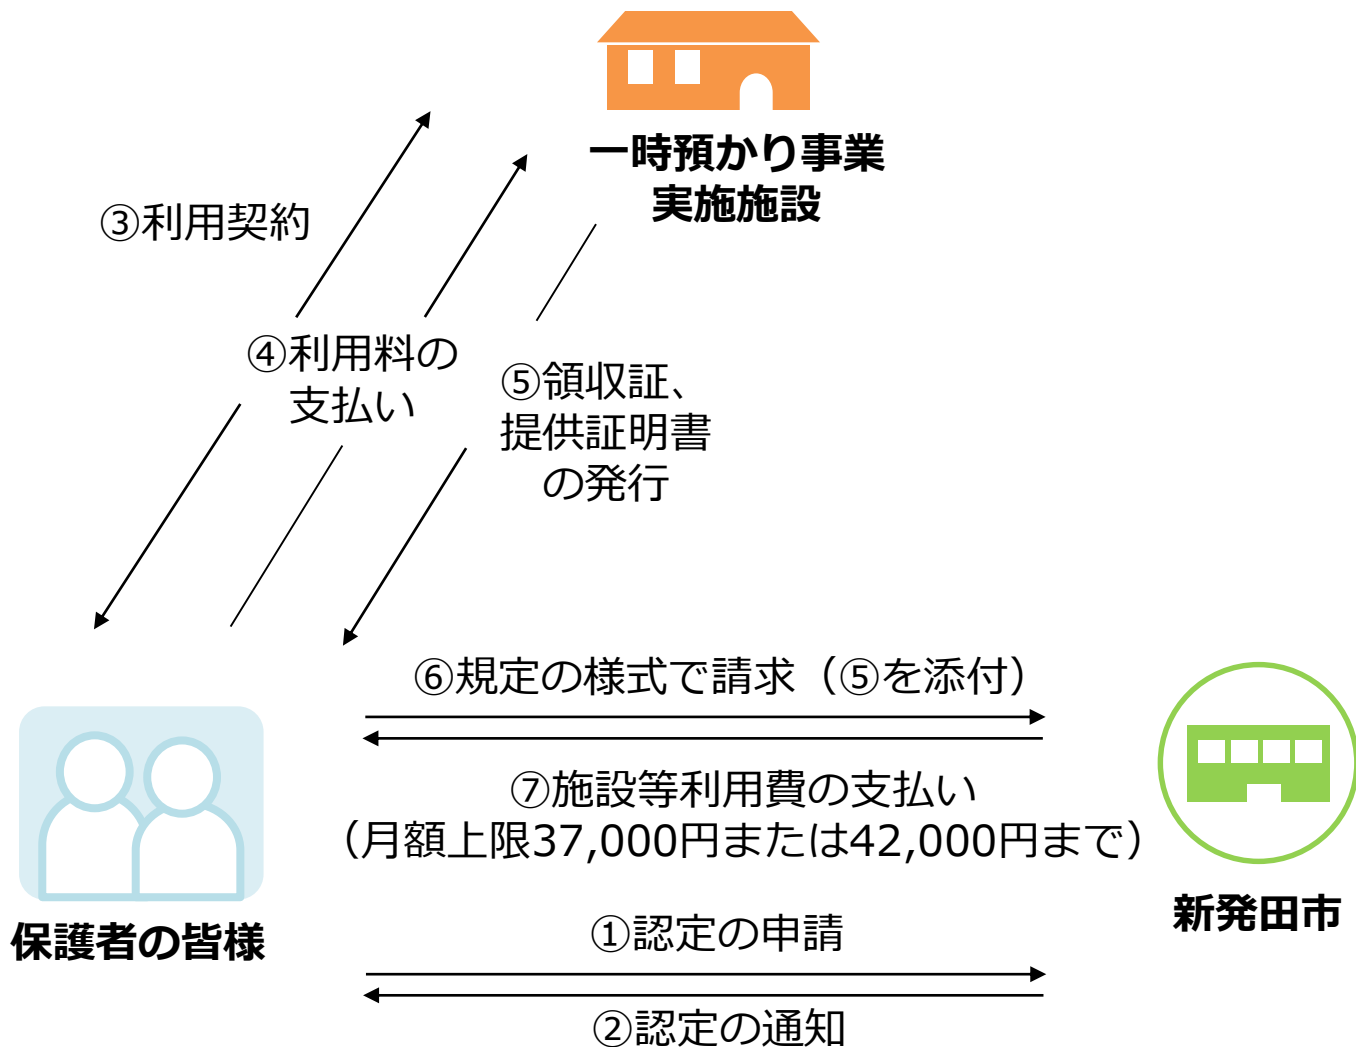 一時預かり事業
実施施設
③利用契約
④利用料の
支払い
⑤領収証、
提供証明書
の発行
⑥規定の様式で請求（⑤を添付）
⑦施設等利用費の支払い
（月額上限37,000円または42,000円まで）
保護者の皆様
新発田市
①認定の申請
②認定の通知